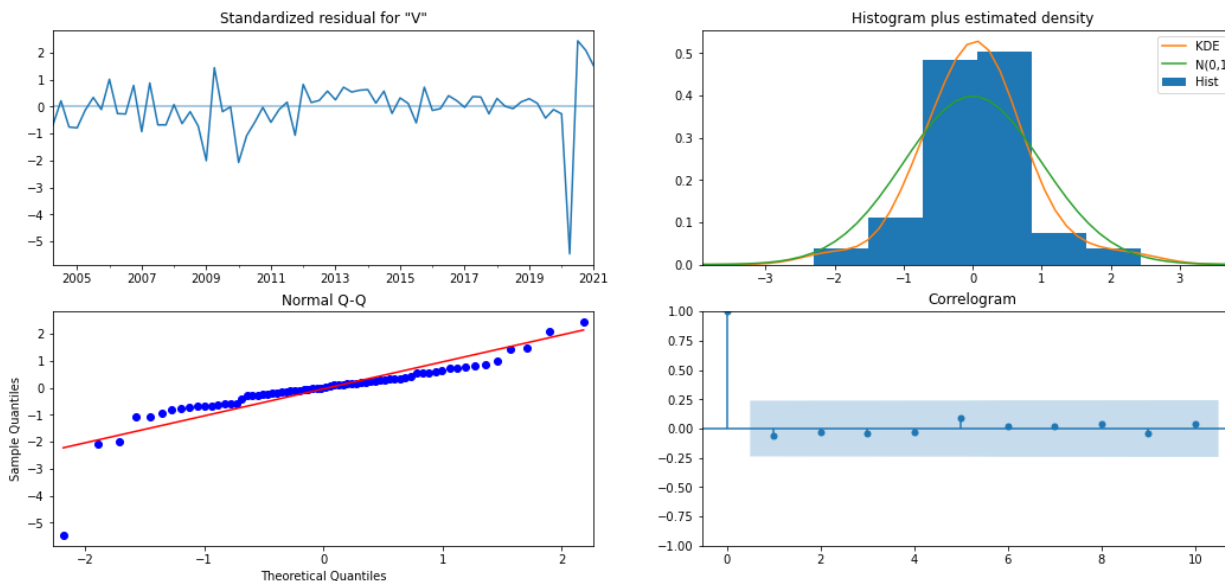 Standardized residual for "V"
2
1
0
−1
−2
−3
−4
−5
2005 2007 2009 2011 2013 2015 2017 2019 2021
Histogram plus estimated density
KDE
N(0,1
Hist
0.5
0.4
0.3
0.2
0.1
0.0
−3 −2 −1 0 1 2 3
Normal Q-Q
Sample Quantiles
2
1
0
−1
−2
−3
−4
−5
−2 −1 0 1 2
Theoretical Quantiles
Correlogram
1.00
0.75
0.50
0.25
0.00
−0.25
−0.50
−0.75
−1.00
0 2 4 6 8 10